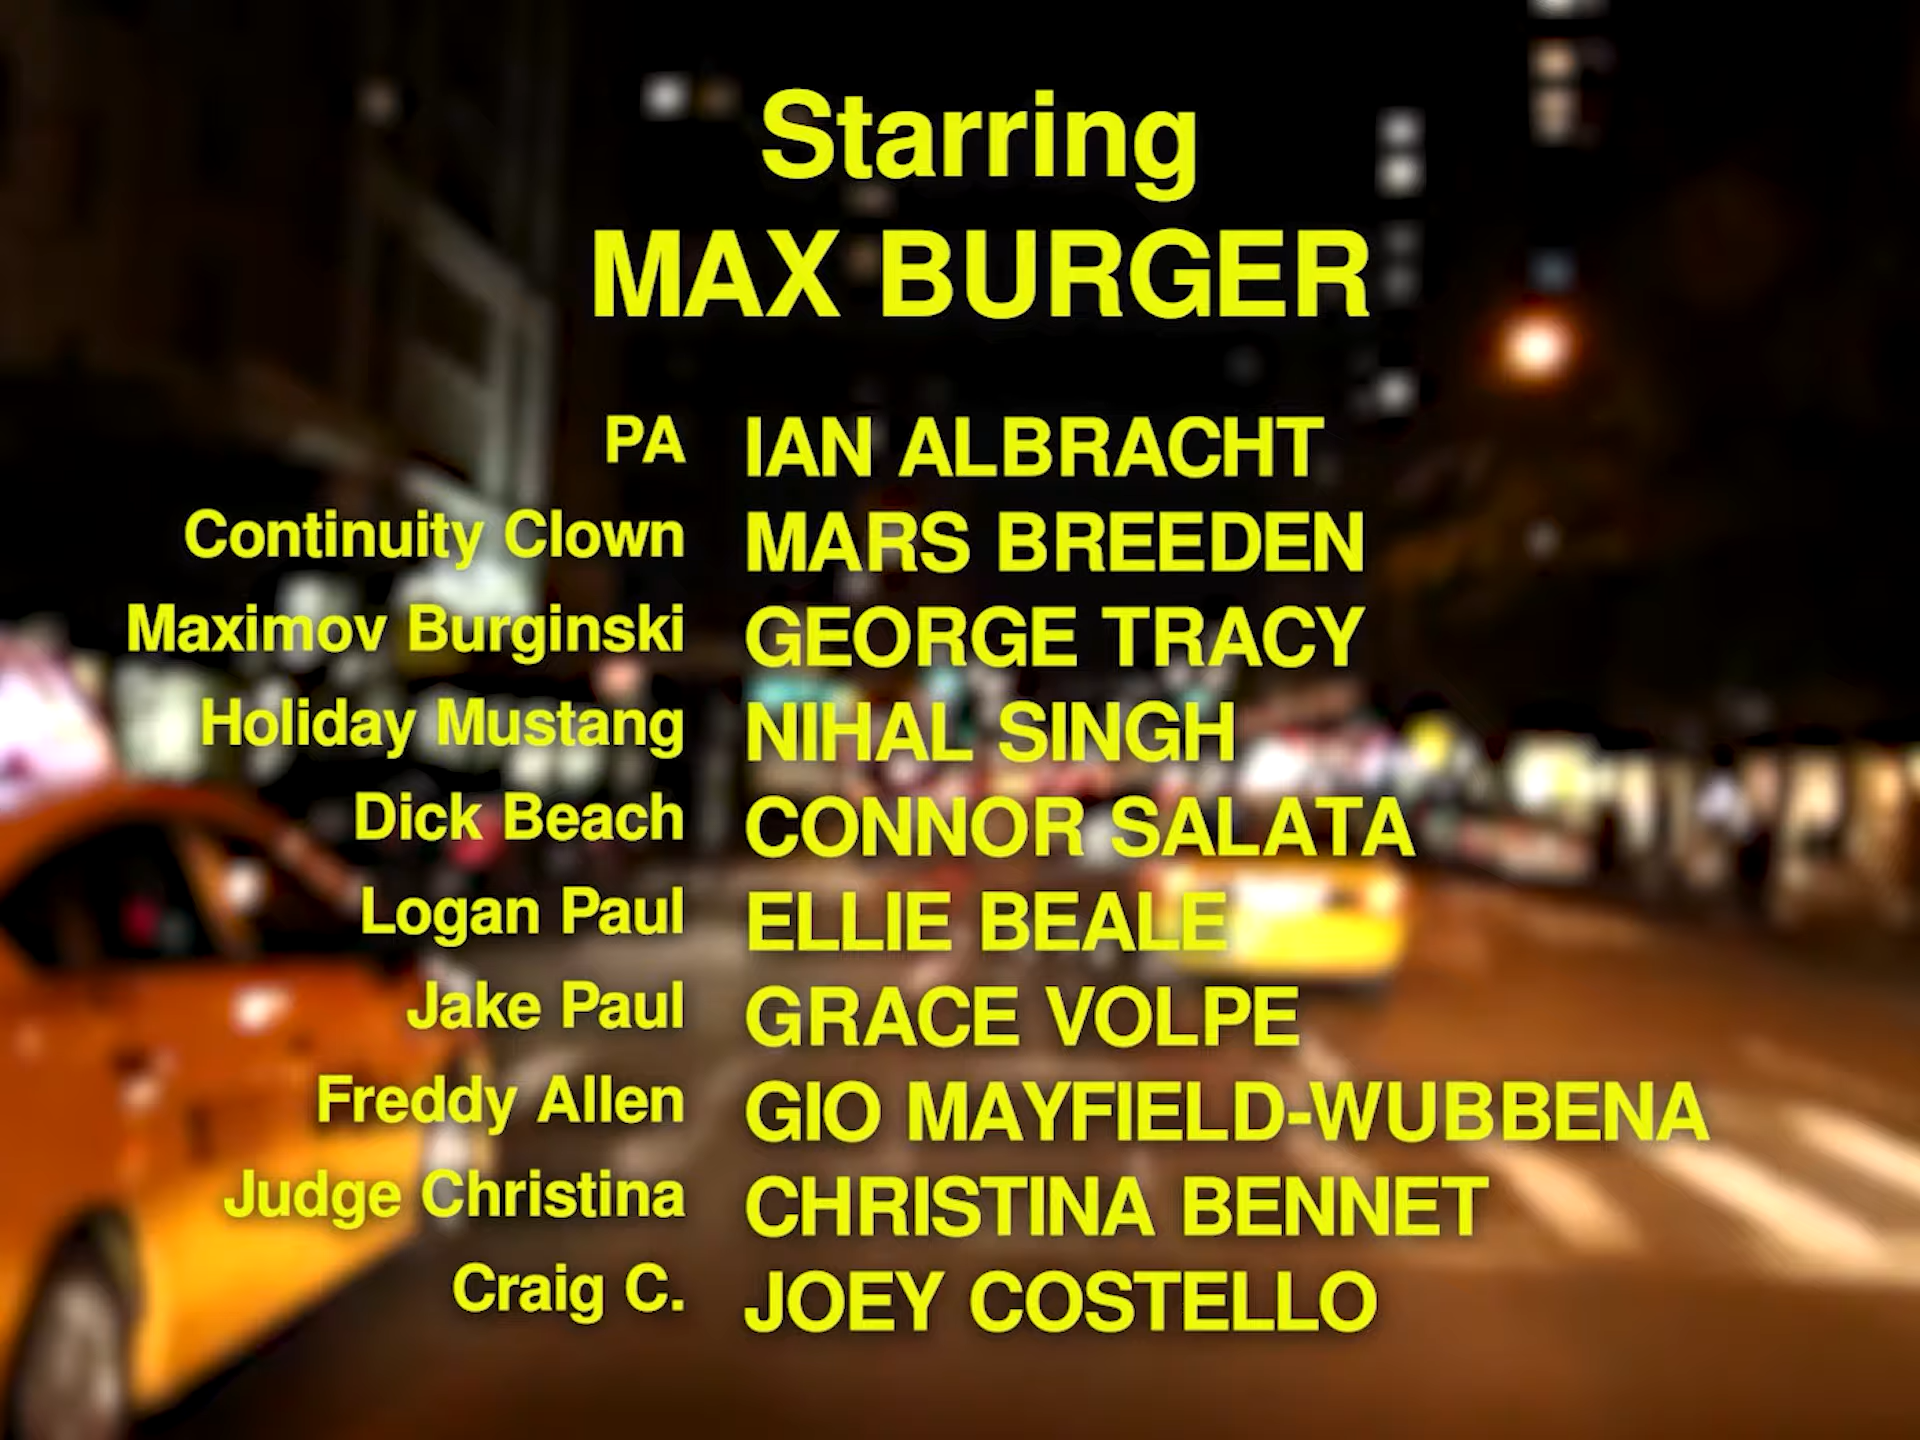 Starring
MAX BURGER
PA IAN ALBRACHT
Continuity Clown MARS BREEDEN
Maximov Burginski GEORGE TRACY
Holiday Mustang NIHAL SINGH
Dick Beach CONNOR SALATA
Logan Paul ELLIE BEALE
Jake Paul GRACE VOLPE
Freddy Allen GIO MAYFIELD-WUBBENA
Judge Christina CHRISTINA BENNET
Craig C. JOEY COSTELLO